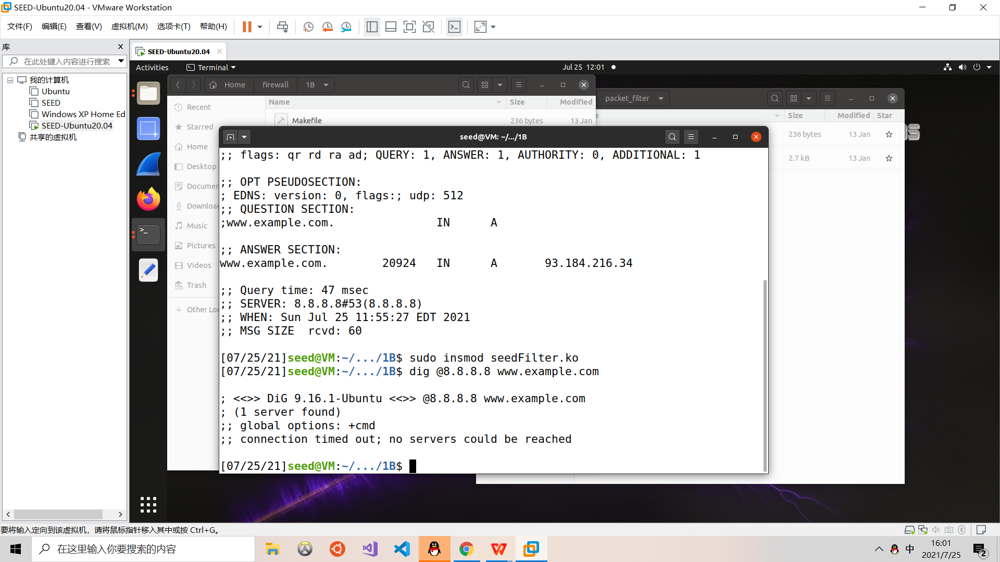 SEED-Ubuntu20.04 - VMware Workstation
文件(F) 编辑(E) 查看(V) 虚拟机(M) 选项卡(T) 帮助(H)
库
在此处键入内容进行搜索
我的计算机
Ubuntu
SEED
Windows XP Home Ed
SEED-Ubuntu20.04
共享的虚拟机
SEED-Ubuntu20.04
Activities Terminal Jul 25 12:01
Home firewall 1B
packet_filter
Recent
Starred
Home
Desktop
Documen
Downloa
Music
Pictures
Videos
Trash
Other Lo
Name Size Modified
Makefile 236 bytes 13 Jan
Size Modified Star
236 bytes 13 Jan
2.7 kB 13 Jan
seed@VM: ~/.../1B
;; flags: qr rd ra ad; QUERY: 1, ANSWER: 1, AUTHORITY: 0, ADDITIONAL: 1
;; OPT PSEUDOSECTION:
; EDNS: version: 0, flags:; udp: 512
;; QUESTION SECTION:
;www.example.com. IN A
;; ANSWER SECTION:
www.example.com. 20924 IN A 93.184.216.34
;; Query time: 47 msec
;; SERVER: 8.8.8.8#53(8.8.8.8)
;; WHEN: Sun Jul 25 11:55:27 EDT 2021
;; MSG SIZE rcvd: 60
[07/25/21]seed@VM:~/.../1B$ sudo insmod seedFilter.ko
[07/25/21]seed@VM:~/.../1B$ dig @8.8.8.8 www.example.com
; <<>> DiG 9.16.1-Ubuntu <<>> @8.8.8.8 www.example.com
; (1 server found)
;; global options: +cmd
;; connection timed out; no servers could be reached
[07/25/21]seed@VM:~/.../1B$
要将输入定向到该虚拟机，请将鼠标指针移入其中或按 Ctrl+G。
在这里输入你要搜索的内容
中
16:01
2021/7/25
2